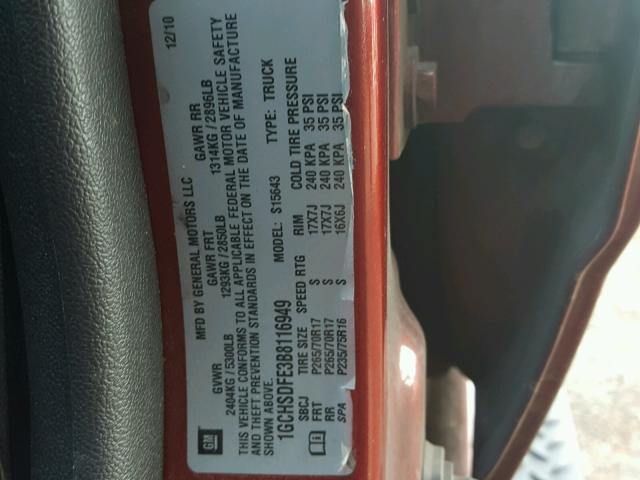 GM MFD BY GENERAL MOTORS LLC 12/10
GVWR GAWR FRT GAWR RR
2404KG / 5300LB 1293KG / 2850LB 1314KG / 2896LB
THIS VEHICLE CONFORMS TO ALL APPLICABLE FEDERAL MOTOR VEHICLE SAFETY
AND THEFT PREVENTION STANDARDS IN EFFECT ON THE DATE OF MANUFACTURE
SHOWN ABOVE.
1GCHSDFE3B8116949 MODEL: S15643 TYPE: TRUCK
SBCJ TIRE SIZE SPEED RTG RIM COLD TIRE PRESSURE
FRT P265/70R17 S 17X7J 240 KPA 35 PSI
RR P265/70R17 S 17X7J 240 KPA 35 PSI
SPA P235/75R16 S 16X6J 240 KPA 35 PSI